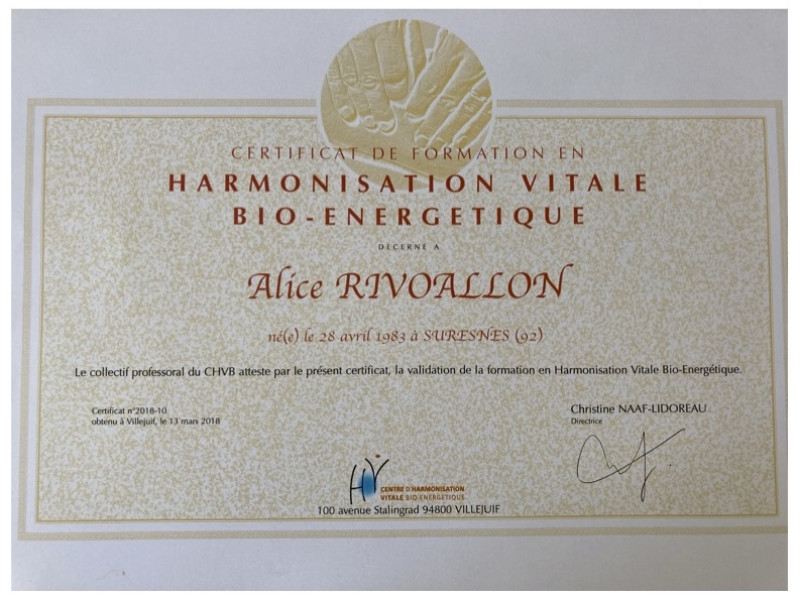 CERTIFICAT DE FORMATION EN
HARMONISATION VITALE
BIO-ENERGETIQUE
DÉCERNÉ A
Alice RIVOALLON
né(e) le 28 avril 1983 à SURESNES (92)
Le collectif professoral du CHVB atteste par le présent certificat, la validation de la formation en Harmonisation Vitale Bio-Energétique.
Certificat n°2018-10
obtenu à Villejuif, le 13 mars 2018
Christine NAAF-LIDOREAU
Directrice
HV
CENTRE D'HARMONISATION
VITALE BIO-ENERGETIQUE
100 avenue Stalingrad 94800 VILLEJUIF